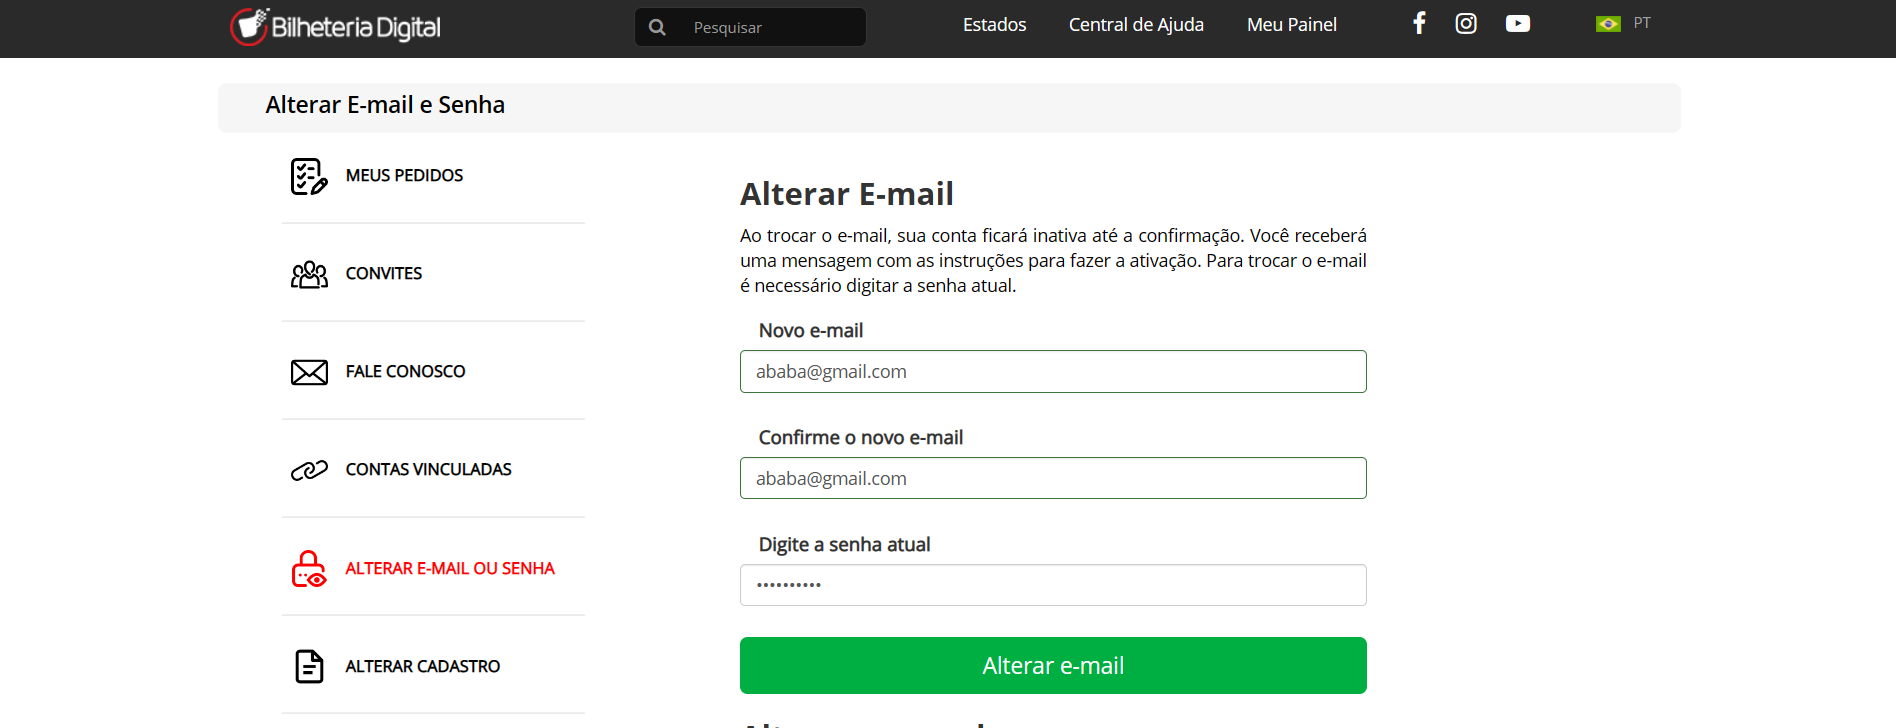 Bilheteria Digital
Pesquisar
Estados
Central de Ajuda
Meu Painel
PT
Alterar E-mail e Senha
MEUS PEDIDOS
CONVITES
FALE CONOSCO
CONTAS VINCULADAS
ALTERAR E-MAIL OU SENHA
ALTERAR CADASTRO
Alterar E-mail
Ao trocar o e-mail, sua conta ficará inativa até a confirmação. Você receberá
uma mensagem com as instruções para fazer a ativação. Para trocar o e-mail
é necessário digitar a senha atual.
Novo e-mail
ababa@gmail.com
Confirme o novo e-mail
ababa@gmail.com
Digite a senha atual
••••••••••
Alterar e-mail